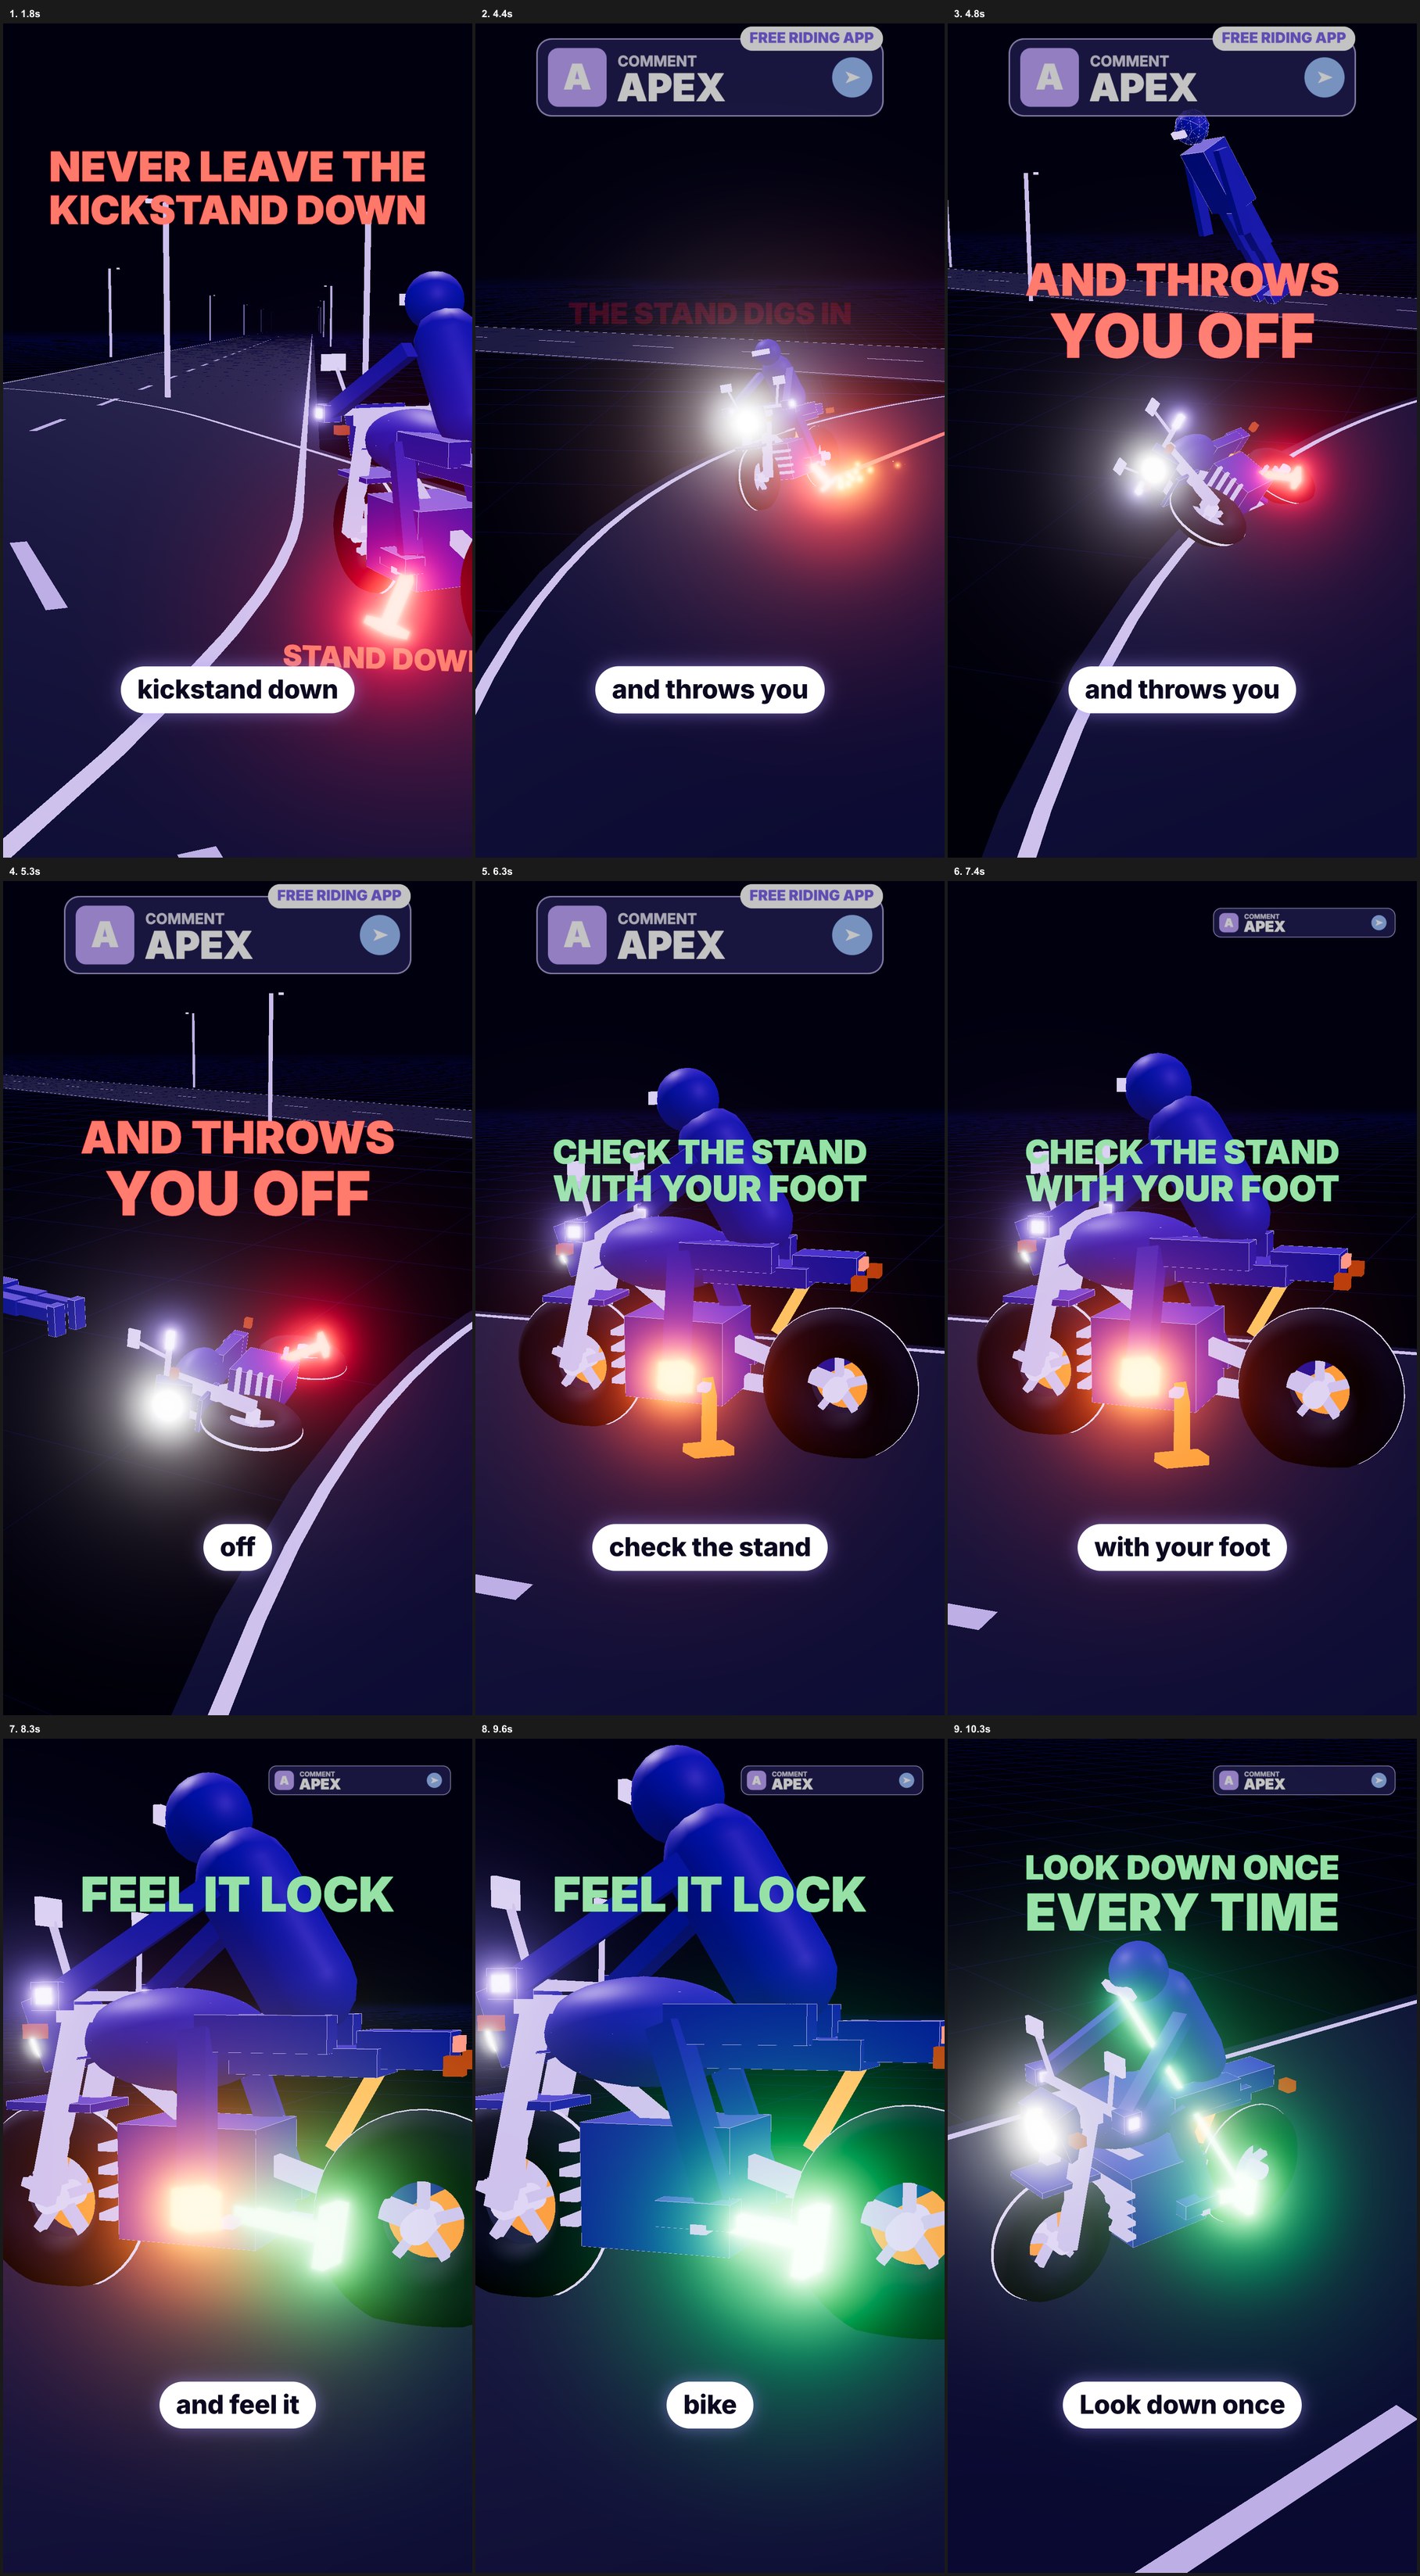 1. 1.8s
NEVER LEAVE THE
KICKSTAND DOWN
STAND DOW
kickstand down
2. 4.4s
FREE RIDING APP
A
COMMENT
APEX
THE STAND DIGS IN
and throws you
3. 4.8s
FREE RIDING APP
A
COMMENT
APEX
AND THROWS
YOU OFF
and throws you
4. 5.3s
FREE RIDING APP
A
COMMENT
APEX
AND THROWS
YOU OFF
off
5. 6.3s
FREE RIDING APP
A
COMMENT
APEX
CHECK THE STAND
WITH YOUR FOOT
check the stand
6. 7.4s
A
COMMENT
APEX
CHECK THE STAND
WITH YOUR FOOT
with your foot
7. 8.3s
A
COMMENT
APEX
FEEL IT LOCK
and feel it
8. 9.6s
A
COMMENT
APEX
FEEL IT LOCK
bike
9. 10.3s
A
COMMENT
APEX
LOOK DOWN ONCE
EVERY TIME
Look down once